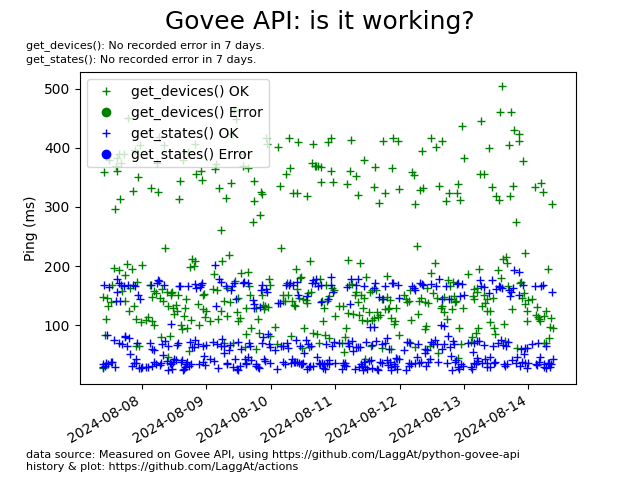 Govee API: is it working?
get_devices(): No recorded error in 7 days.
get_states(): No recorded error in 7 days.
get_devices() OK
get_devices() Error
get_states() OK
get_states() Error
Ping (ms)
500
400
300
200
100
2024-08-08
2024-08-09
2024-08-10
2024-08-11
2024-08-12
2024-08-13
2024-08-14
data source: Measured on Govee API, using https://github.com/LaggAt/python-govee-api
history & plot: https://github.com/LaggAt/actions